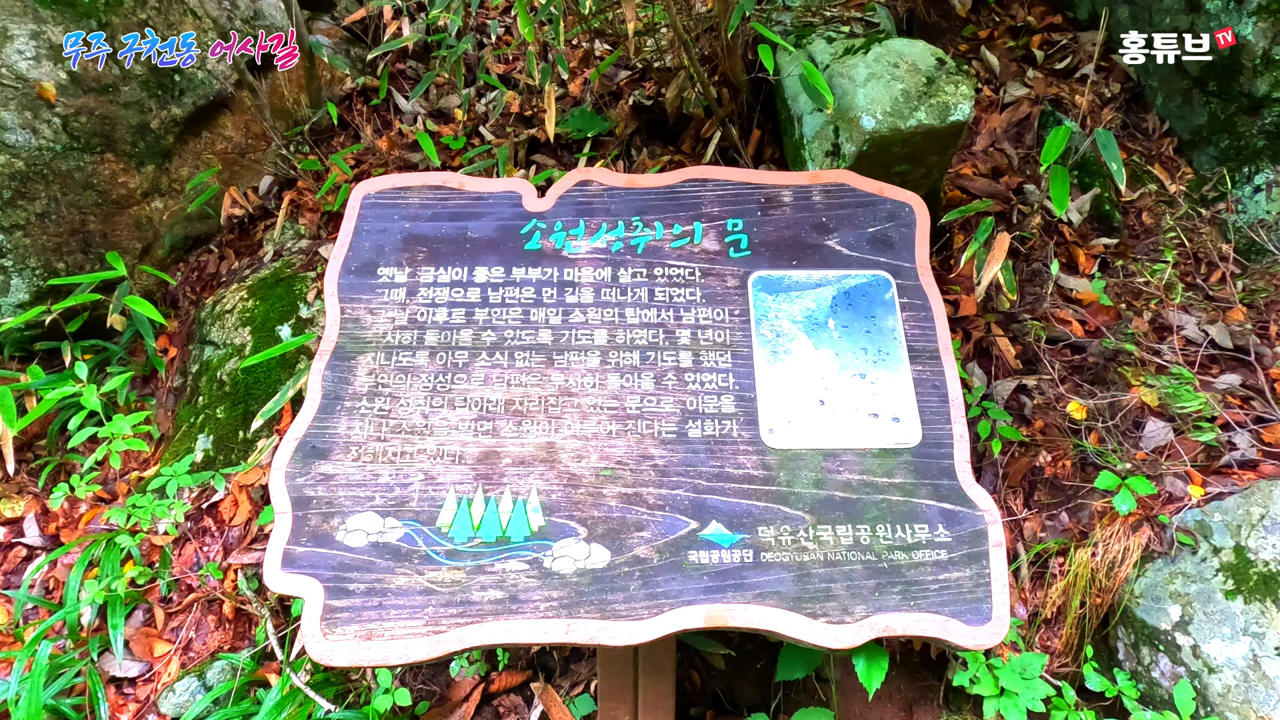 무주 구천동 어사길
홍튜브TV
소원성취의 문
옛날 금실이 좋은 부부가 마을에 살고 있었다.
그때, 전쟁으로 남편은 먼 길을 떠나게 되었다.
그날 이후로 부인은 매일 소원의 탑에서 남편이
무사히 돌아올 수 있도록 기도를 하였다. 몇 년이
지나도록 아무 소식 없는 남편을 위해 기도를 했던
부인의 정성으로 남편은 무사히 돌아올 수 있었다.
소원 성취의 탑아래 자리잡고 있는 문으로, 이문을
지나 소원을 빌면 소원이 이루어 진다는 설화가
전해지고 있다.
국립공원공단
덕유산국립공원사무소
DEOGYUSAN NATIONAL PARK OFFICE